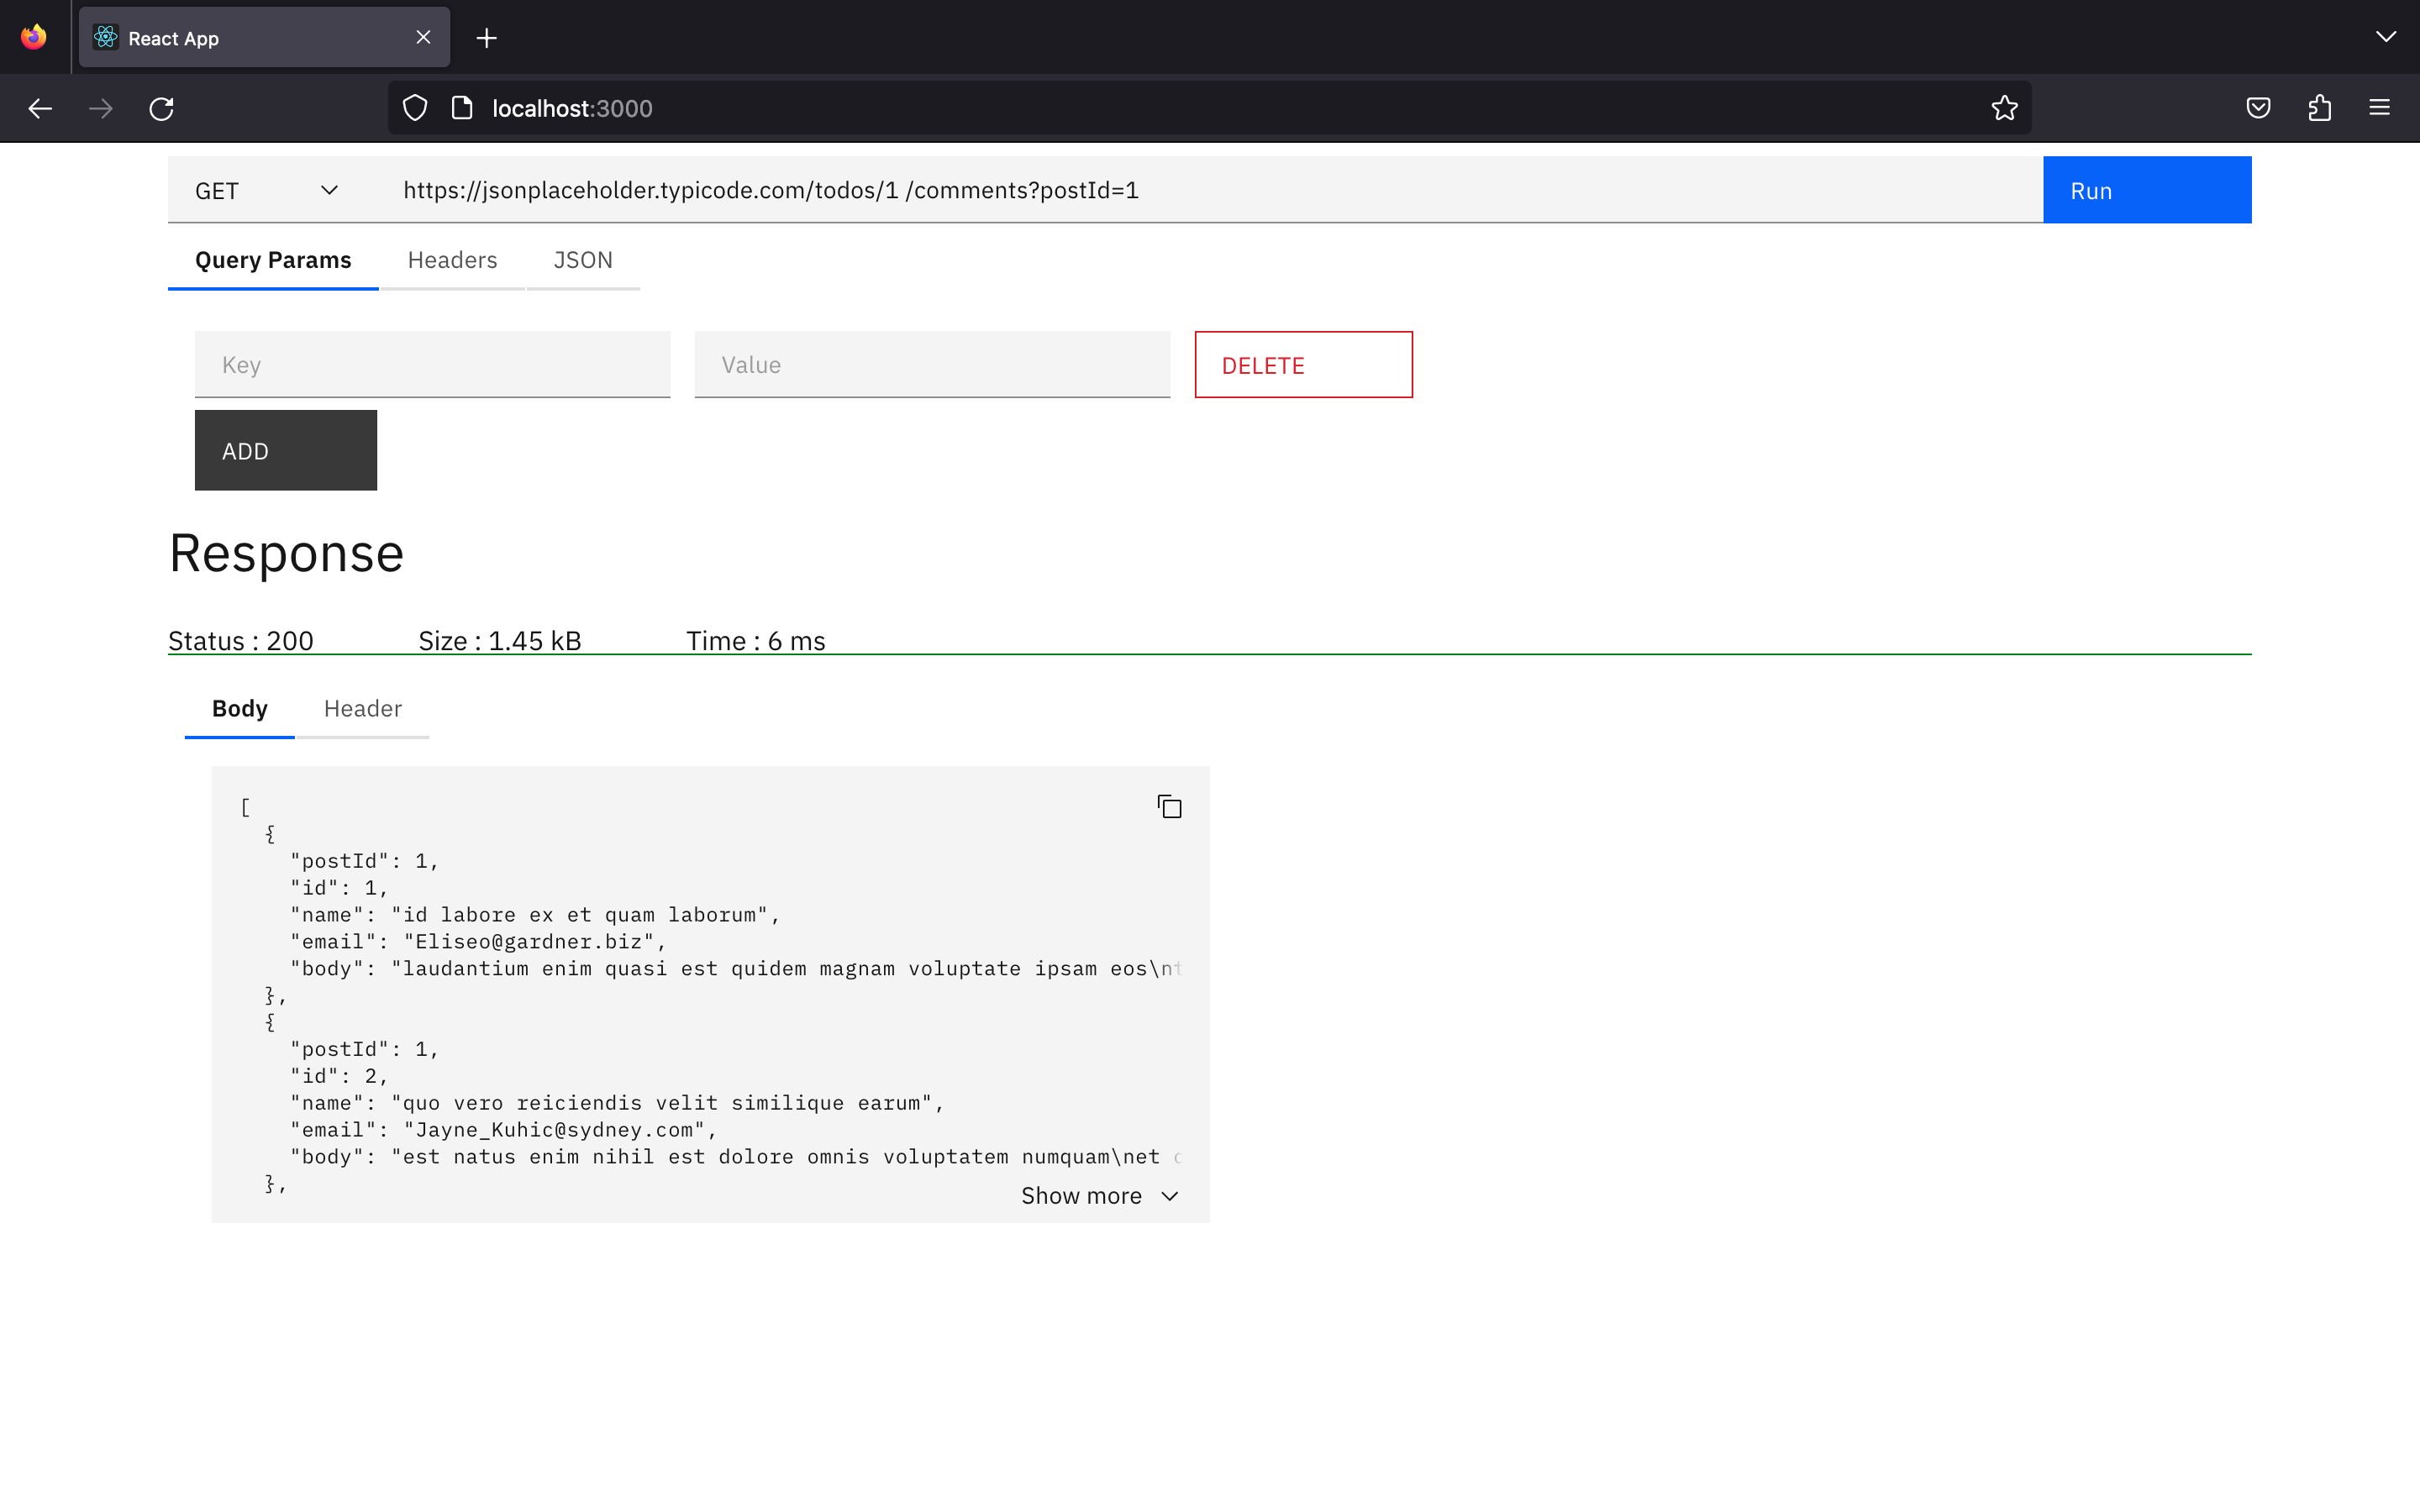 React App
localhost:3000
GET https://jsonplaceholder.typicode.com/todos/1 /comments?postId=1 Run
Query Params Headers JSON
Key Value DELETE
ADD
Response
Status : 200 Size : 1.45 kB Time : 6 ms
Body Header
[
{
"postId": 1,
"id": 1,
"name": "id labore ex et quam laborum",
"email": "Eliseo@gardner.biz",
"body": "laudantium enim quasi est quidem magnam voluptate ipsam eos\nt
},
{
"postId": 1,
"id": 2,
"name": "quo vero reiciendis velit similique earum",
"email": "Jayne_Kuhic@sydney.com",
"body": "est natus enim nihil est dolore omnis voluptatem numquam\net
},
Show more